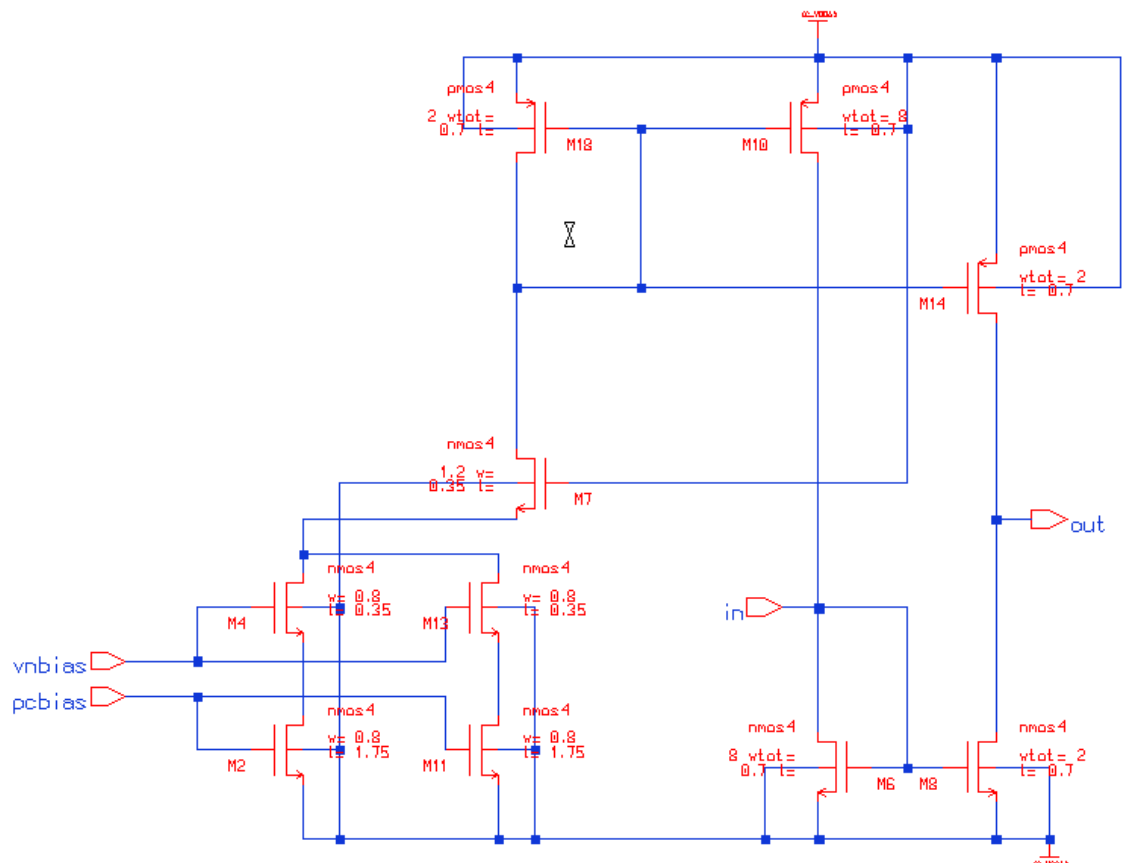 pmos4
2 wtot=
0.7 l=
M18
pmos4
wtot= 8
l= 0.7
M10
pmos4
wtot= 2
l= 0.7
M14
nmos4
1.2 w=
0.35 l=
M7
out
nmos4
w= 0.8
l= 0.35
M4
nmos4
w= 0.8
l= 0.35
M13
in
vnbias
pcbias
nmos4
w= 0.8
l= 1.75
M2
nmos4
w= 0.8
l= 1.75
M11
nmos4
8 wtot=
0.7 l=
M6
nmos4
wtot= 2
l= 0.7
M8